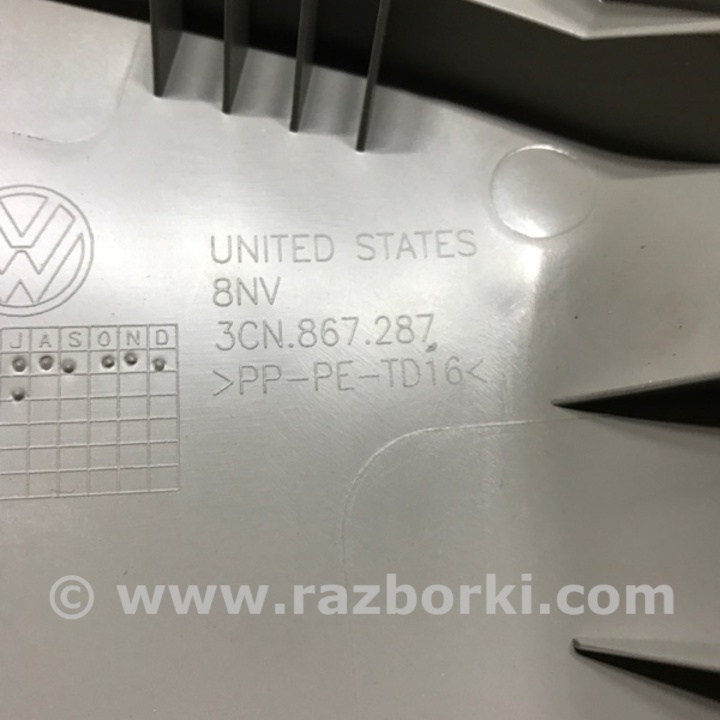 UNITED STATES
8NV
3CN.867.287
>PP-PE-TD16<
J A S O N D
© www.razborki.com